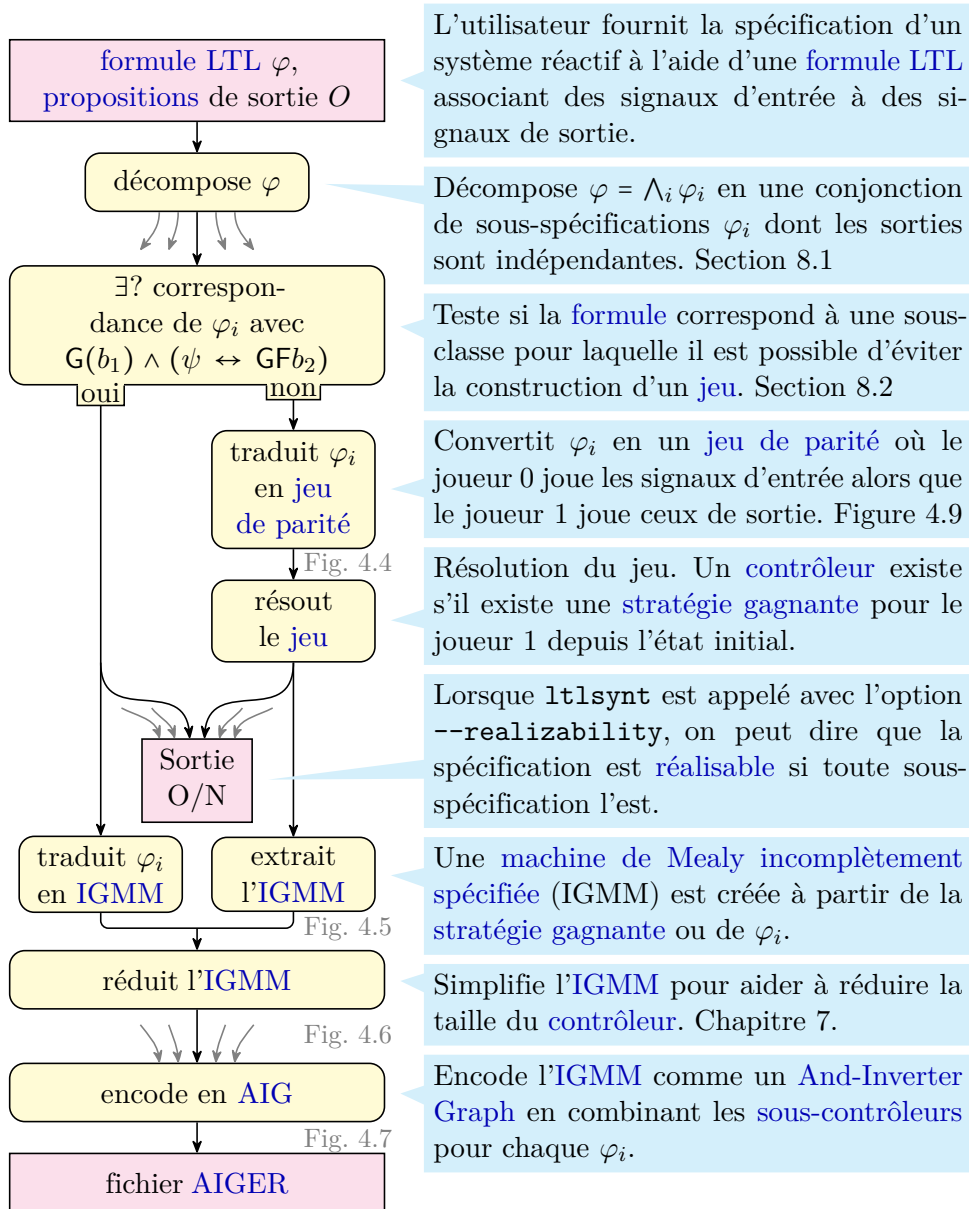 formule LTL φ,
propositions de sortie O
L'utilisateur fournit la spécification d'un
système réactif à l'aide d'une formule LTL
associant des signaux d'entrée à des si-
gnaux de sortie.
décompose φ
Décompose φ = ⋀ᵢ φᵢ en une conjonction
de sous-spécifications φᵢ dont les sorties
sont indépendantes. Section 8.1
∃? correspon-
dance de φᵢ avec
G(b₁) ∧ (ψ ↔ GFb₂)
oui
non
Teste si la formule correspond à une sous-
classe pour laquelle il est possible d'éviter
la construction d'un jeu. Section 8.2
traduit φᵢ
en jeu
de parité
Fig. 4.4
Convertit φᵢ en un jeu de parité où le
joueur 0 joue les signaux d'entrée alors que
le joueur 1 joue ceux de sortie. Figure 4.9
résout
le jeu
Résolution du jeu. Un contrôleur existe
s'il existe une stratégie gagnante pour le
joueur 1 depuis l'état initial.
Sortie
O/N
Lorsque ltlsynt est appelé avec l'option
--realizability, on peut dire que la
spécification est réalisable si toute sous-
spécification l'est.
traduit φᵢ
en IGMM
extrait
l'IGMM
Fig. 4.5
Une machine de Mealy incomplètement
spécifiée (IGMM) est créée à partir de la
stratégie gagnante ou de φᵢ.
réduit l'IGMM
Fig. 4.6
Simplifie l'IGMM pour aider à réduire la
taille du contrôleur. Chapitre 7.
encode en AIG
Fig. 4.7
Encode l'IGMM comme un And-Inverter
Graph en combinant les sous-contrôleurs
pour chaque φᵢ.
fichier AIGER